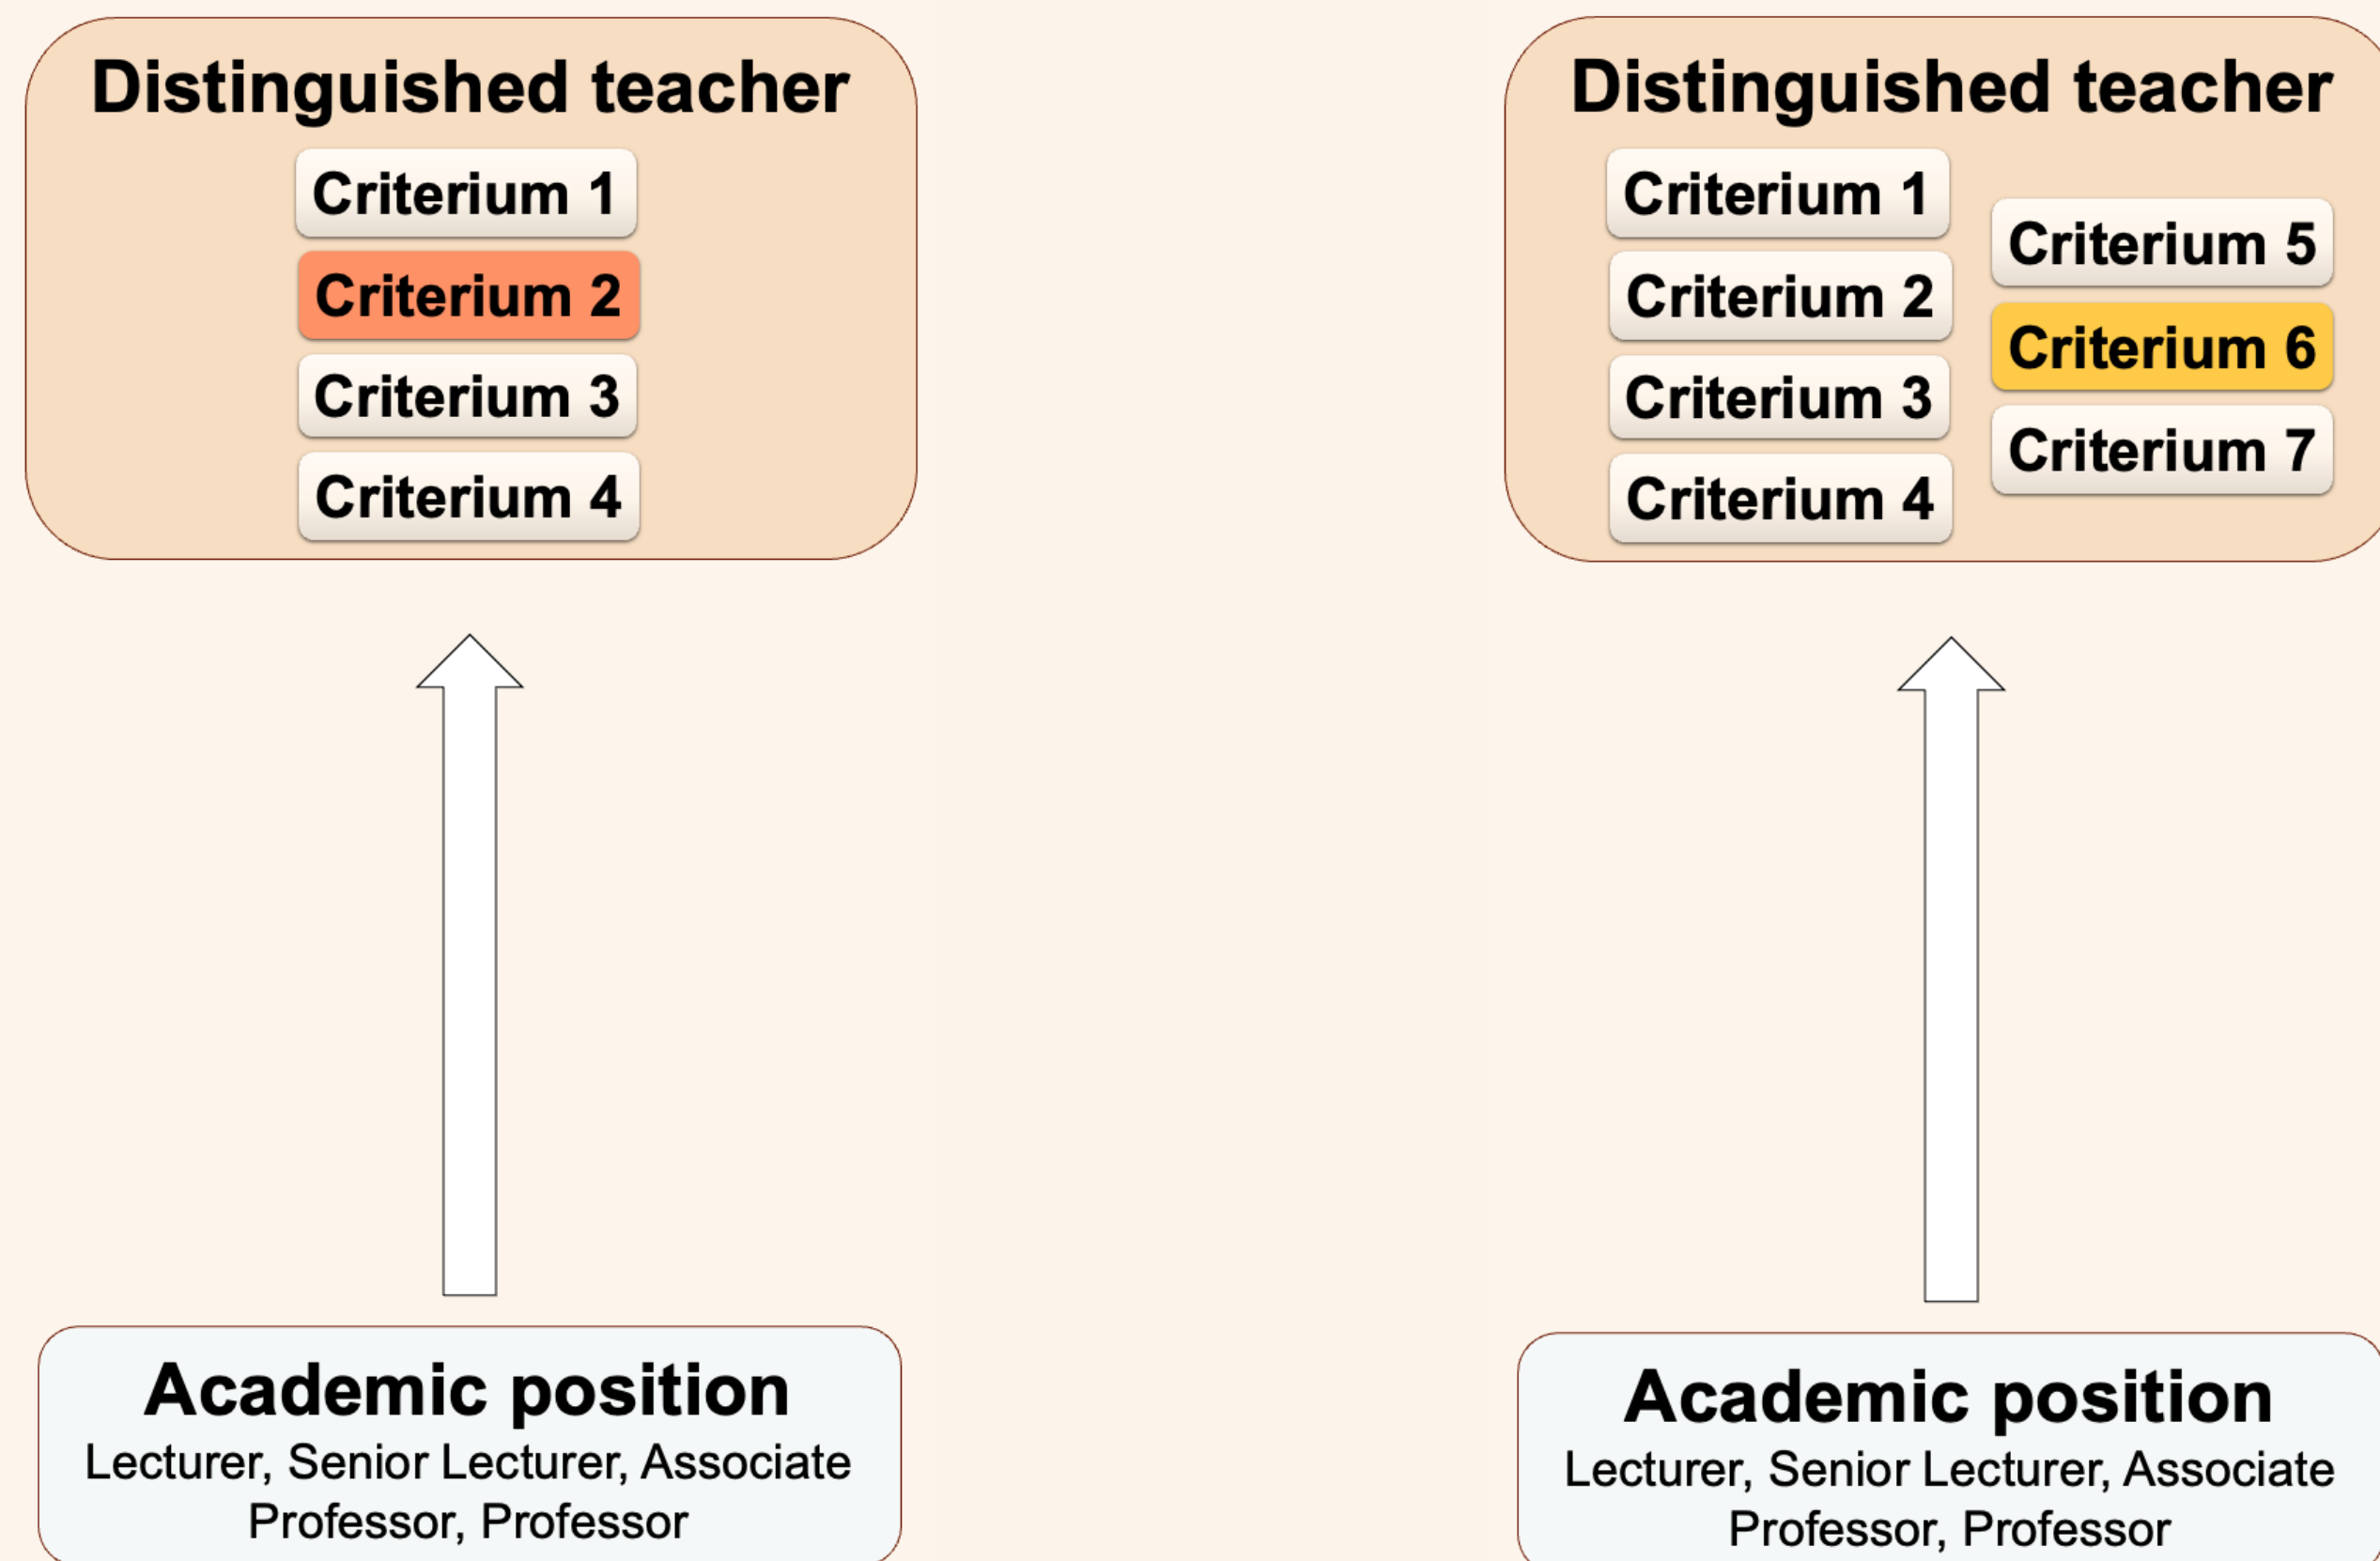 Distinguished teacher
Criterium 1
Criterium 2
Criterium 3
Criterium 4
Academic position
Lecturer, Senior Lecturer, Associate
Professor, Professor
Distinguished teacher
Criterium 1
Criterium 2
Criterium 3
Criterium 4
Criterium 5
Criterium 6
Criterium 7
Academic position
Lecturer, Senior Lecturer, Associate
Professor, Professor